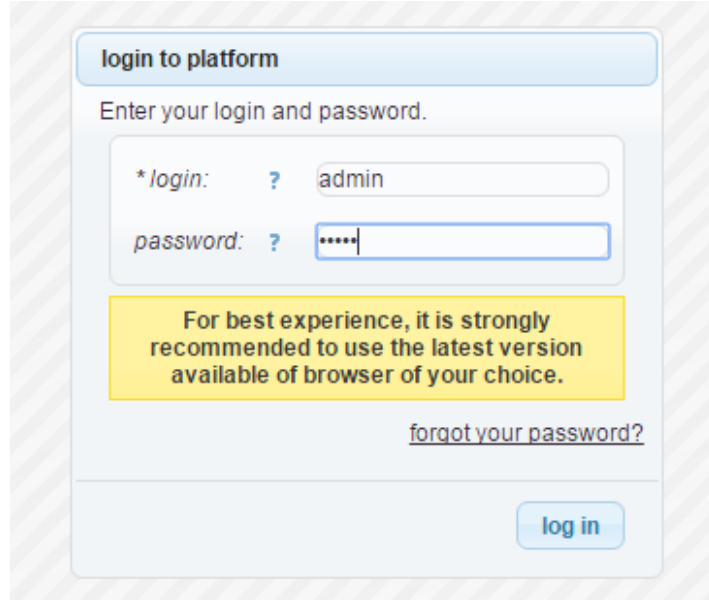 login to platform
Enter your login and password.
* login: ? admin
password: ? •••••
For best experience, it is strongly
recommended to use the latest version
available of browser of your choice.
forgot your password?
log in